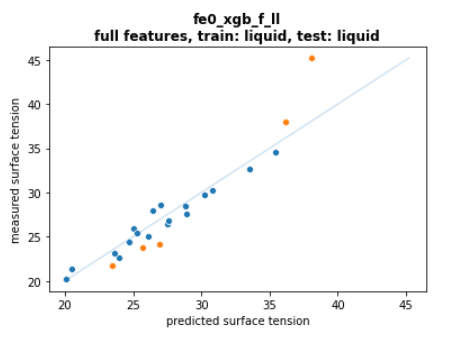 fe0_xgb_f_ll
full features, train: liquid, test: liquid
measured surface tension
45
40
35
30
25
20
20 25 30 35 40 45
predicted surface tension